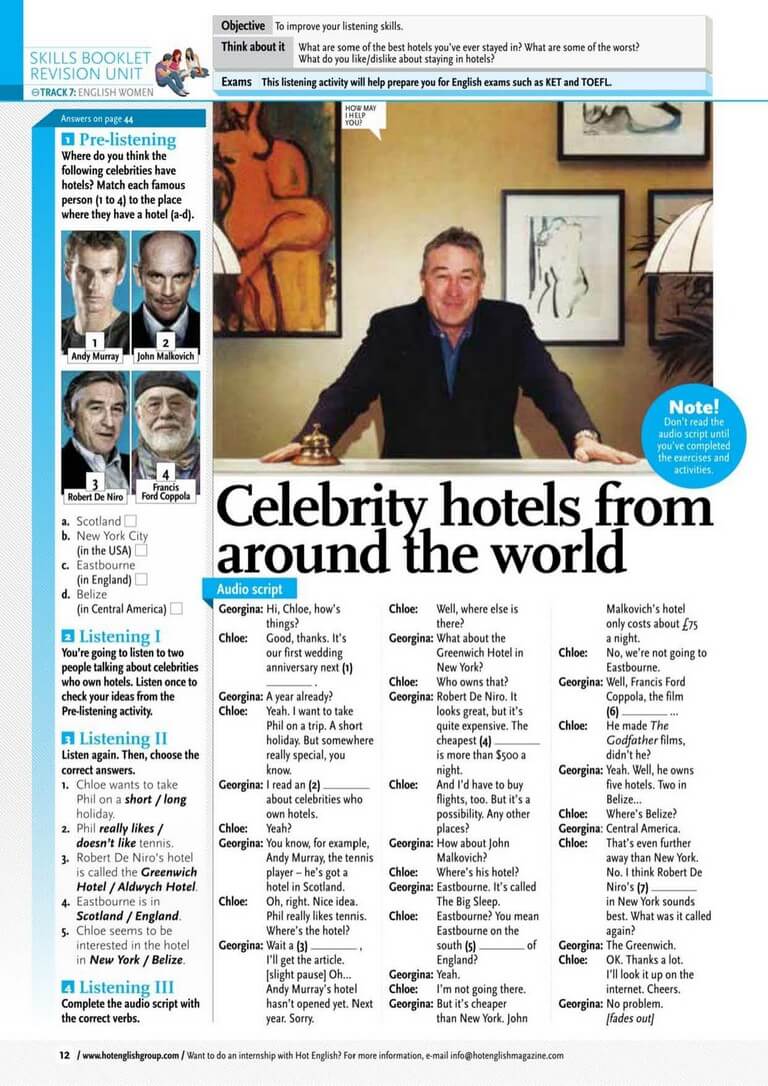 Objective To improve your listening skills.
Think about it What are some of the best hotels you've ever stayed in? What are some of the worst?
What do you like/dislike about staying in hotels?
Exams This listening activity will help prepare you for English exams such as KET and TOEFL.
SKILLS BOOKLET
REVISION UNIT
TRACK 7: ENGLISH WOMEN
Answers on page 44
1 Pre-listening
Where do you think the
following celebrities have
hotels? Match each famous
person (1 to 4) to the place
where they have a hotel (a-d).
1
Andy Murray
2
John Malkovich
3
Robert De Niro
4
Francis
Ford Coppola
a. Scotland
b. New York City
(in the USA)
c. Eastbourne
(in England)
d. Belize
(in Central America)
2 Listening I
You're going to listen to two
people talking about celebrities
who own hotels. Listen once to
check your ideas from the
Pre-listening activity.
3 Listening II
Listen again. Then, choose the
correct answers.
1. Chloe wants to take
Phil on a short / long
holiday.
2. Phil really likes /
doesn't like tennis.
3. Robert De Niro's hotel
is called the Greenwich
Hotel / Aldwych Hotel.
4. Eastbourne is in
Scotland / England.
5. Chloe seems to be
interested in the hotel
in New York / Belize.
4 Listening III
Complete the audio script with
the correct verbs.
HOW MAY
I HELP
YOU?
Note!
Don't read the
audio script until
you've completed
the exercises and
activities.
Celebrity hotels from
around the world
Audio script
Georgina: Hi, Chloe, how's
things?
Chloe: Good, thanks. It's
our first wedding
anniversary next (1)
________ .
Georgina: A year already?
Chloe: Yeah. I want to take
Phil on a trip. A short
holiday. But somewhere
really special, you
know.
Georgina: I read an (2) ________
about celebrities who
own hotels.
Chloe: Yeah?
Georgina: You know, for example,
Andy Murray, the tennis
player – he's got a
hotel in Scotland.
Chloe: Oh, right. Nice idea.
Phil really likes tennis.
Where's the hotel?
Georgina: Wait a (3) ________ ,
I'll get the article.
[slight pause] Oh...
Andy Murray's hotel
hasn't opened yet. Next
year. Sorry.
Chloe: Well, where else is
there?
Georgina: What about the
Greenwich Hotel in
New York?
Chloe: Who owns that?
Georgina: Robert De Niro. It
looks great, but it's
quite expensive. The
cheapest (4) ________
is more than $500 a
night.
Chloe: And I'd have to buy
flights, too. But it's a
possibility. Any other
places?
Georgina: How about John
Malkovich?
Chloe: Where's his hotel?
Georgina: Eastbourne. It's called
The Big Sleep.
Chloe: Eastbourne? You mean
Eastbourne on the
south (5) ________ of
England?
Georgina: Yeah.
Chloe: I'm not going there.
Georgina: But it's cheaper
than New York. John
Malkovich's hotel
only costs about £75
a night.
Chloe: No, we're not going to
Eastbourne.
Georgina: Well, Francis Ford
Coppola, the film
(6) ________ ...
Chloe: He made The
Godfather films,
didn't he?
Georgina: Yeah. Well, he owns
five hotels. Two in
Belize...
Chloe: Where's Belize?
Georgina: Central America.
Chloe: That's even further
away than New York.
No. I think Robert De
Niro's (7) ________
in New York sounds
best. What was it called
again?
Georgina: The Greenwich.
Chloe: OK. Thanks a lot.
I'll look it up on the
internet. Cheers.
Georgina: No problem.
[fades out]
12 / www.hotenglishgroup.com / Want to do an internship with Hot English? For more information, e-mail info@hotenglishmagazine.com